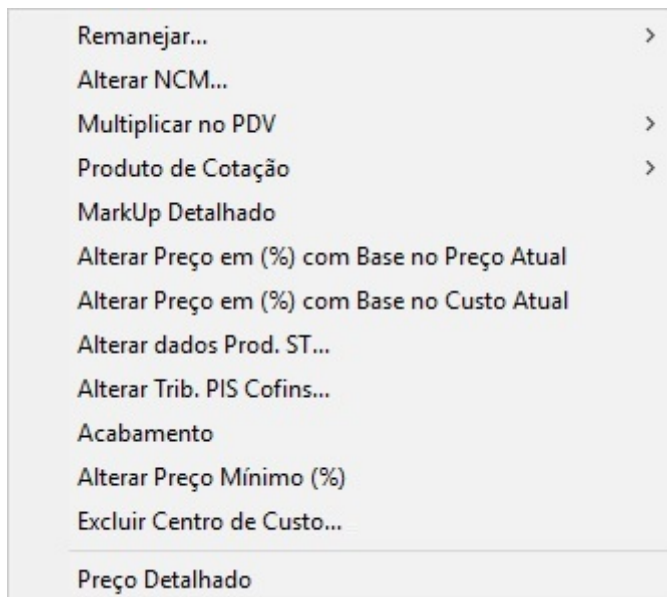 Remanejar...
Alterar NCM...
Multiplicar no PDV
Produto de Cotação
MarkUp Detalhado
Alterar Preço em (%) com Base no Preço Atual
Alterar Preço em (%) com Base no Custo Atual
Alterar dados Prod. ST...
Alterar Trib. PIS Cofins...
Acabamento
Alterar Preço Mínimo (%)
Excluir Centro de Custo...
Preço Detalhado